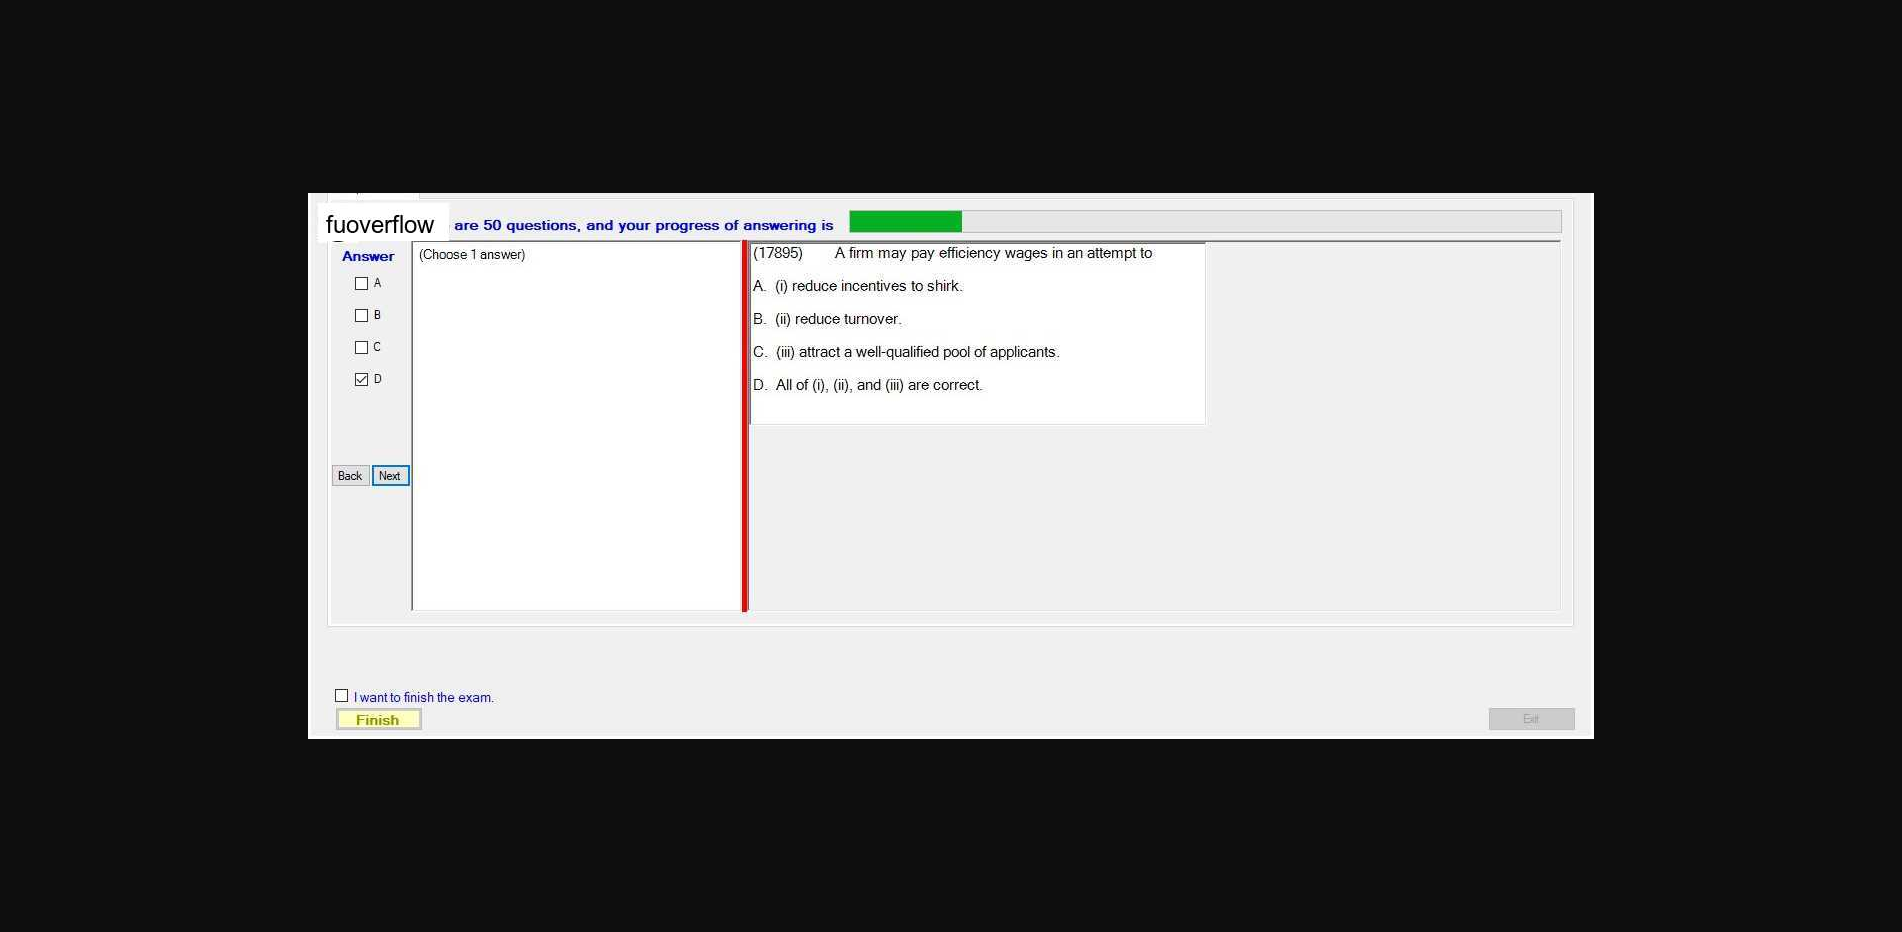 fuoverflow are 50 questions, and your progress of answering is
Answer
(Choose 1 answer)
(17895) A firm may pay efficiency wages in an attempt to
A
A. (i) reduce incentives to shirk.
B
B. (ii) reduce turnover.
C
C. (iii) attract a well-qualified pool of applicants.
D
D. All of (i), (ii), and (iii) are correct.
Back Next
I want to finish the exam.
Finish
Exit